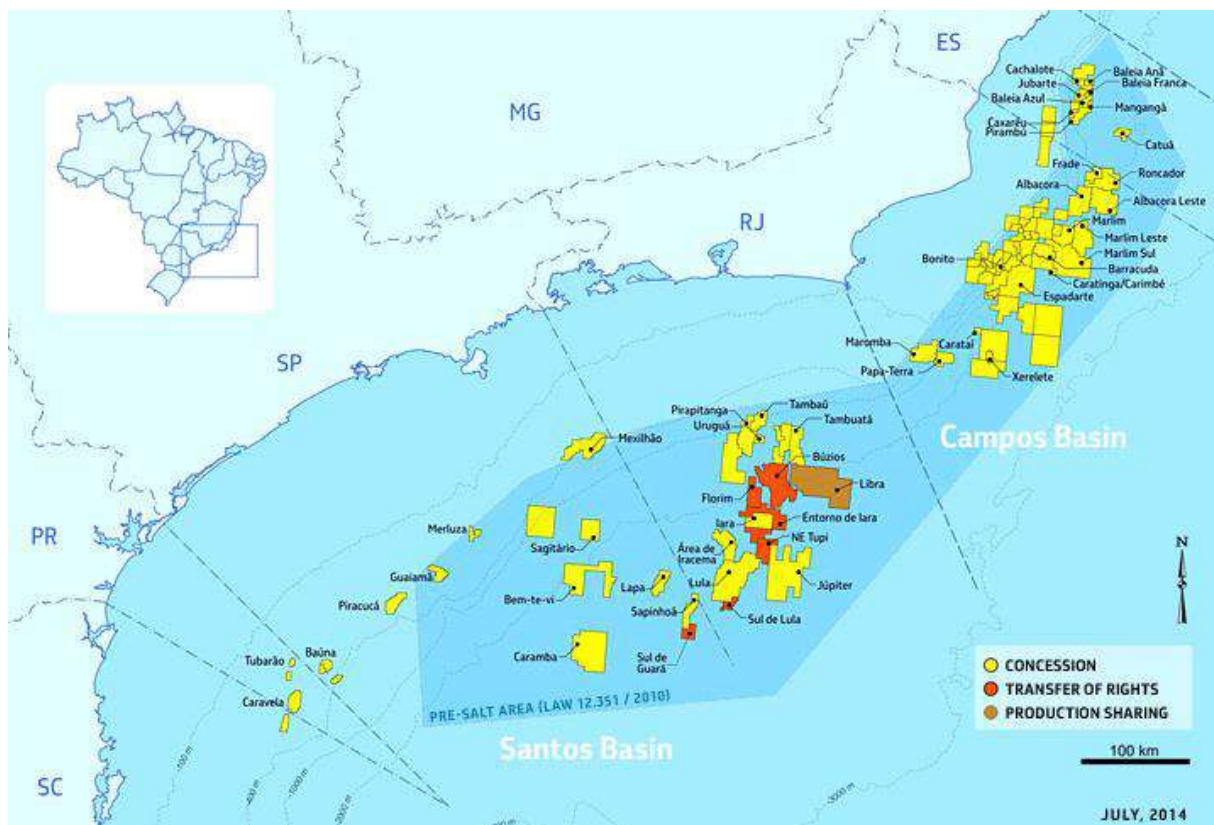 ES
MG
RJ
SP
PR
SC
Cachalote
Baleia Anã
Jubarte
Baleia Franca
Baleia Azul
Mangangá
Caxaréu
Pirambú
Catuá
Frade
Roncador
Albacora
Albacora Leste
Marlim
Marlim Leste
Marlim Sul
Bonito
Barracuda
Caratinga/Carimbé
Espadarte
Maromba
Carataí
Papa-Terra
Xerelete
Campos Basin
Pirapitanga
Tambaú
Uruguá
Tambuatá
Mexilhão
Búzios
Florim
Libra
Iara
Entorno de Iara
Merluza
Sagitário
NE Tupi
Área de
Iracema
Guaiamá
Lapa
Lula
Júpiter
Bem-te-vi
Piracucá
Sapinhoá
Sul de Lula
Caramba
Sul de
Guará
Tubarão
Baúna
Caravela
PRE-SALT AREA (LAW 12.351 / 2010)
Santos Basin
-100 m
-400 m
-1000 m
-2000 m
-3000 m
N
CONCESSION
TRANSFER OF RIGHTS
PRODUCTION SHARING
100 km
JULY, 2014